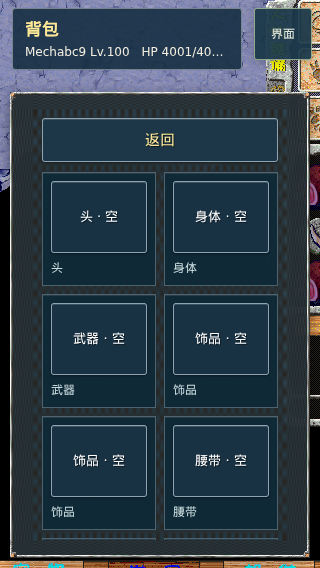 背包
界面
Mechabc9 Lv.100 HP 4001/40...
返回
头 · 空
身体 · 空
头
身体
武器 · 空
饰品 · 空
武器
饰品
饰品 · 空
腰带 · 空
饰品
腰带